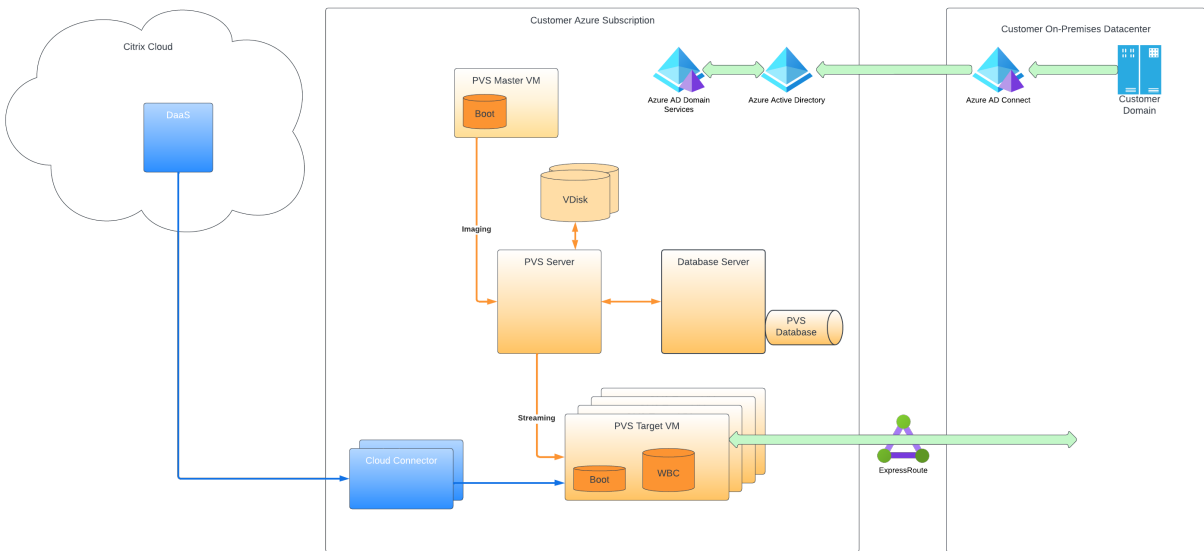 Citrix Cloud
DaaS
Customer Azure Subscription
PVS Master VM
Boot
Azure AD Domain
Services
Azure Active Directory
Customer On-Premises Datacenter
Azure AD Connect
Customer
Domain
VDisk
Imaging
PVS Server
Database Server
PVS
Database
Streaming
PVS Target VM
Boot
WBC
Cloud Connector
ExpressRoute